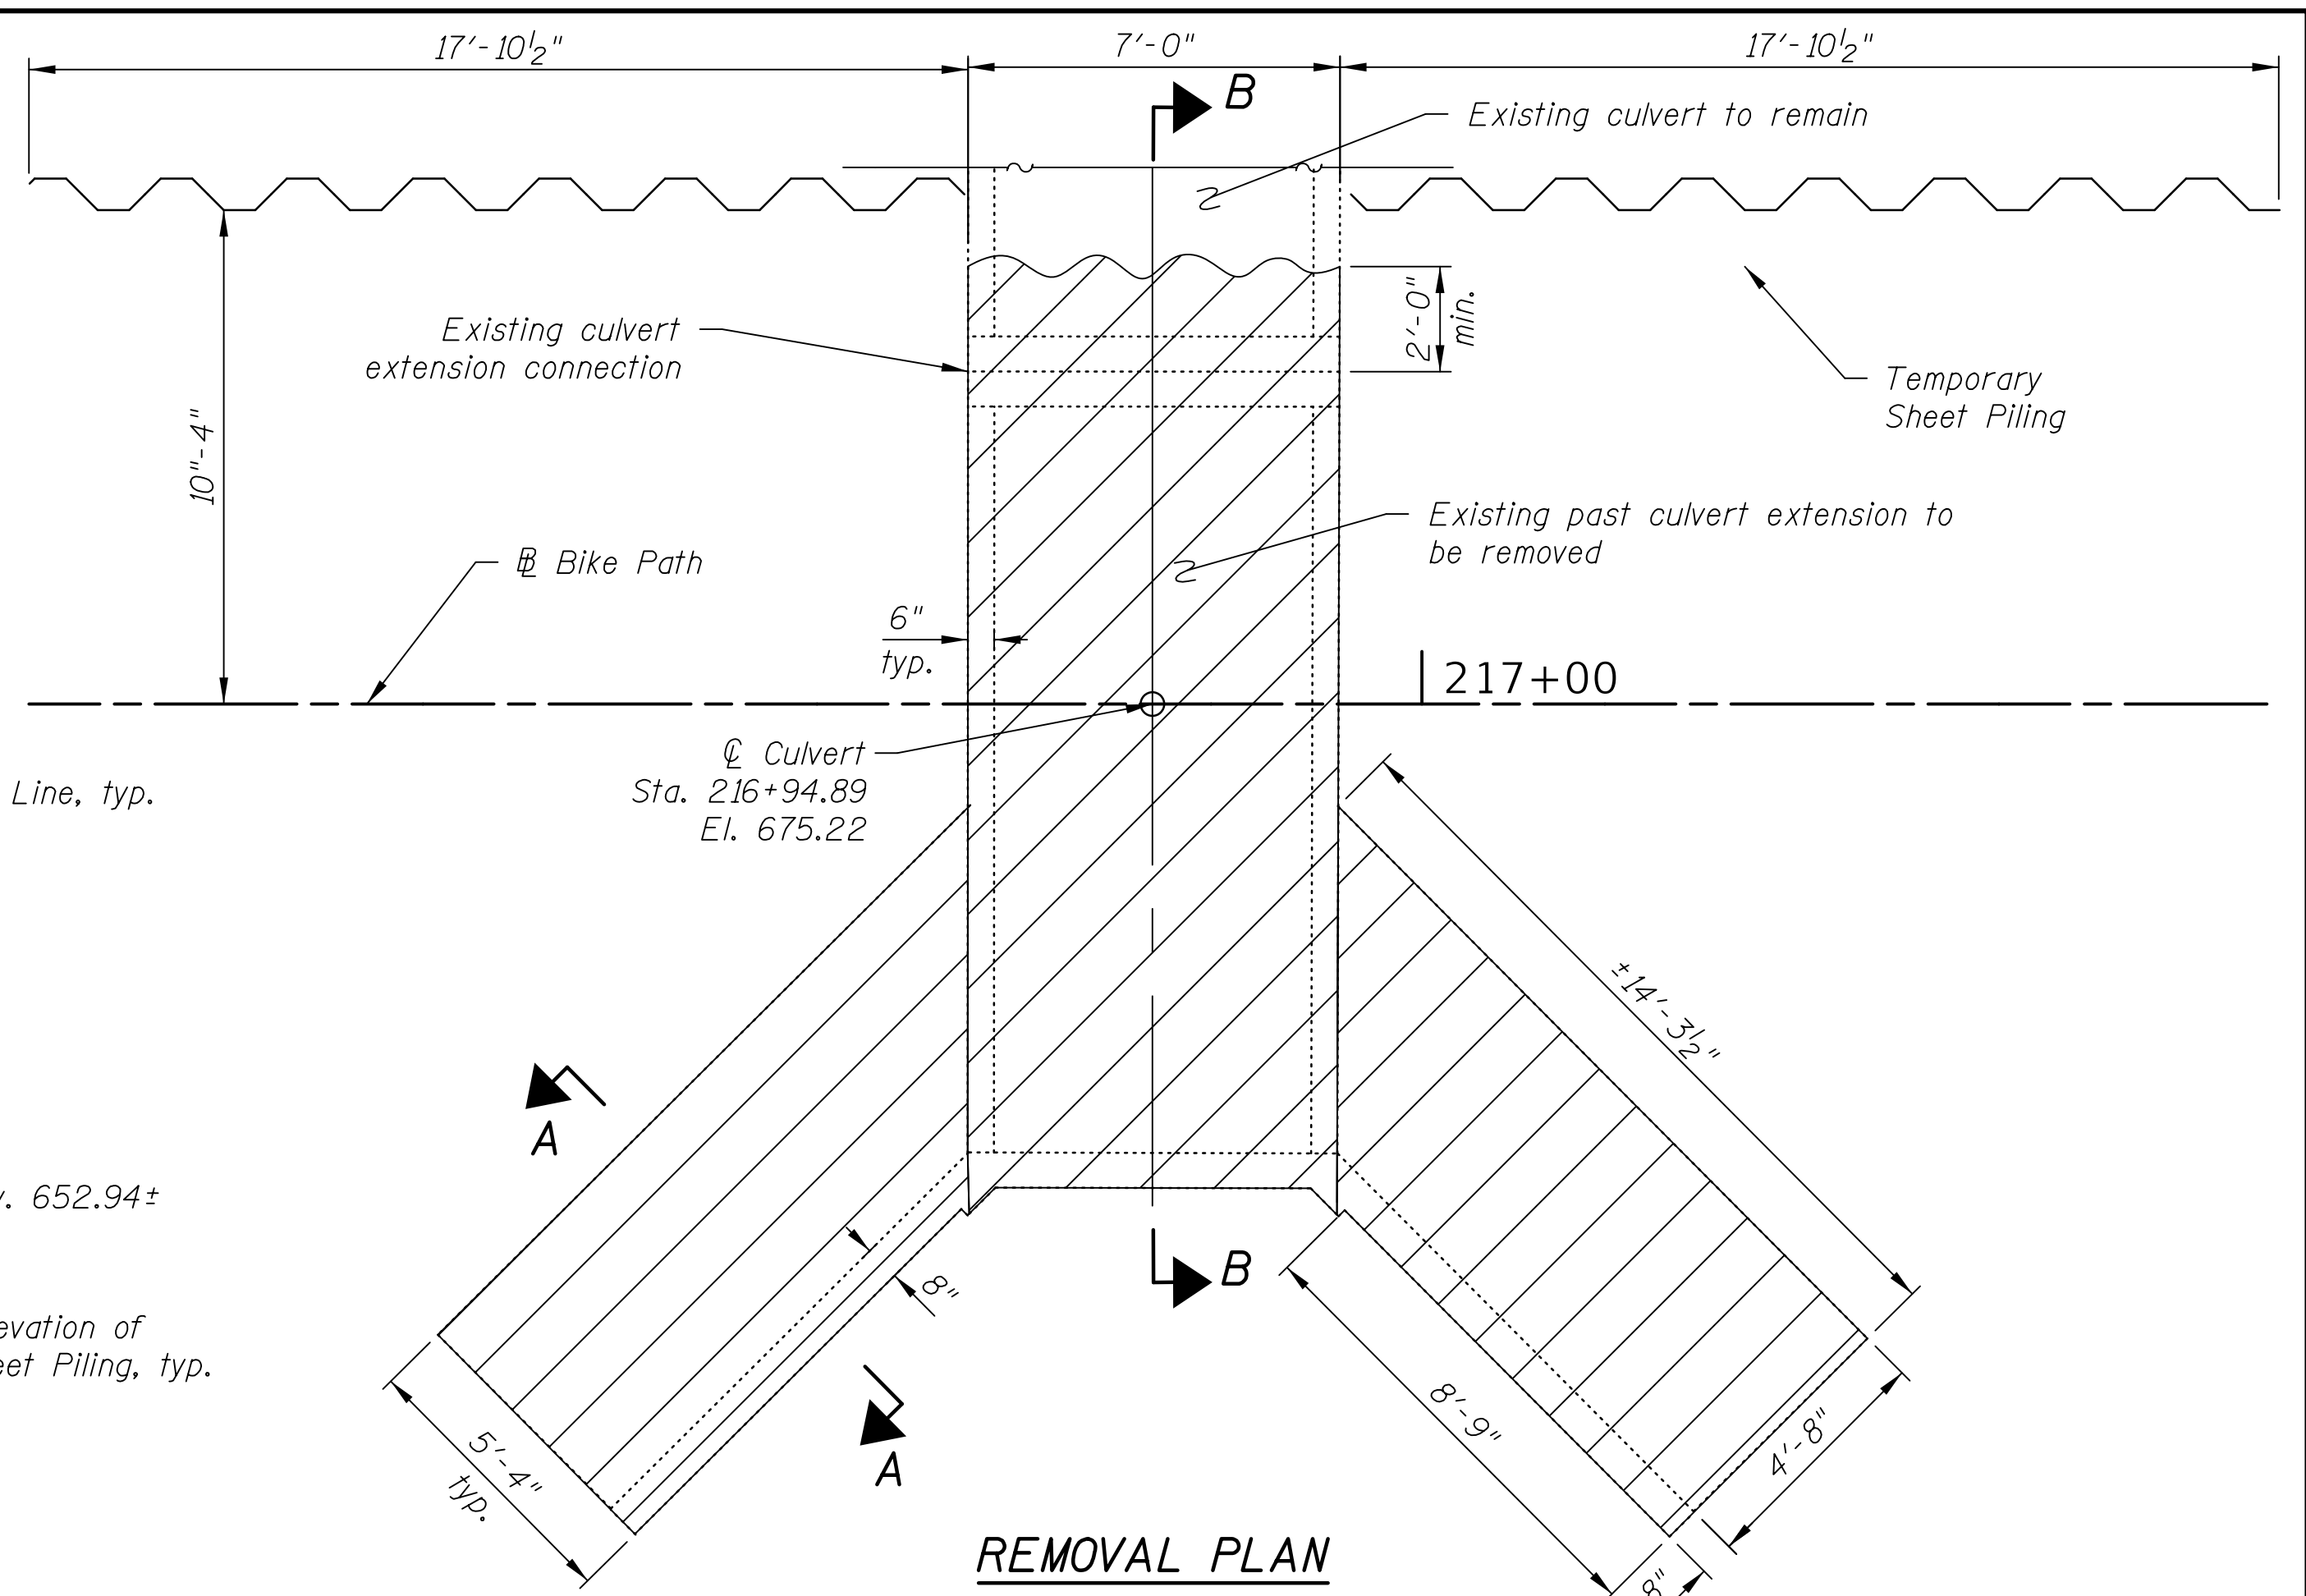 17'-10½"
7'-0"
17'-10½"
B
Existing culvert to remain
Existing culvert
extension connection
2'-0"
min.
Temporary
Sheet Piling
10"-4"
Existing past culvert extension to
be removed
℄ Bike Path
6"
typ.
217+00
℄ Culvert
Sta. 216+94.89
El. 675.22
Line, typ.
±14'-3½"
A
. 652.94±
B
8"
evation of
eet Piling, typ.
8'-9"
4'-8"
5'-4"
typ.
A
8"
REMOVAL PLAN